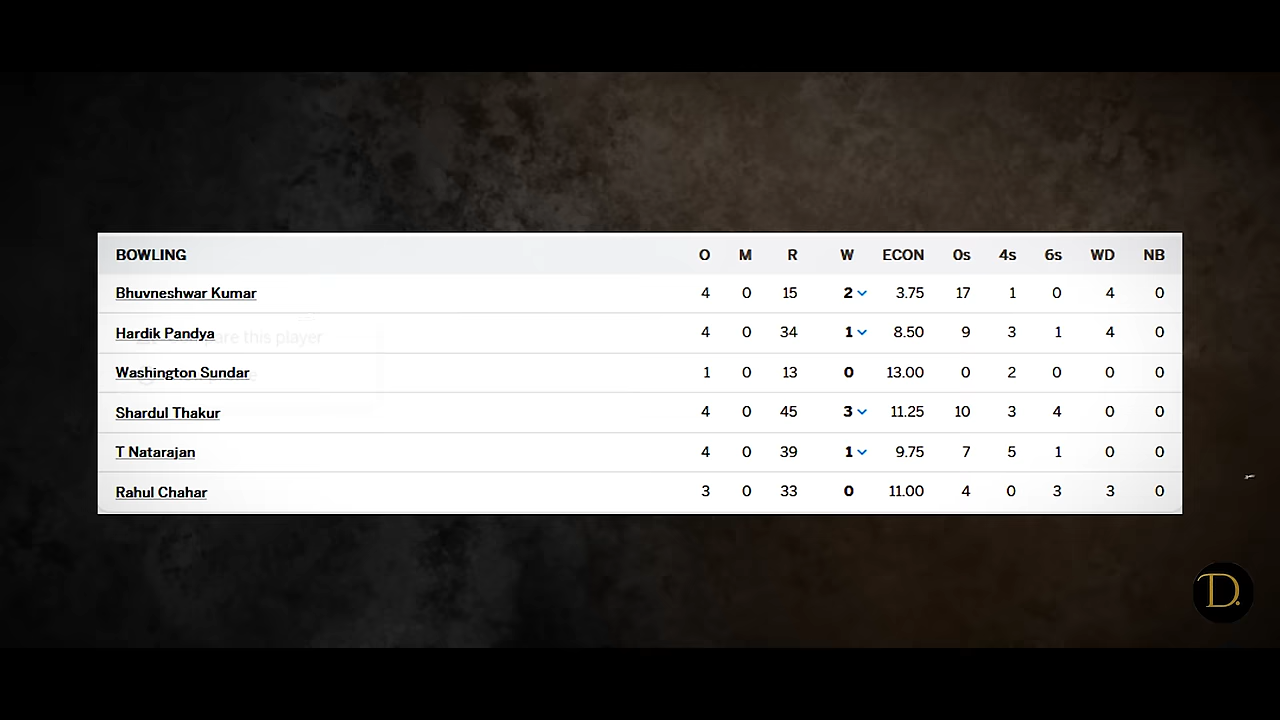 BOWLING O M R W ECON 0s 4s 6s WD NB
Bhuvneshwar Kumar 4 0 15 2 3.75 17 1 0 4 0
Hardik Pandya 4 0 34 1 8.50 9 3 1 4 0
are this player
Washington Sundar 1 0 13 0 13.00 0 2 0 0 0
Shardul Thakur 4 0 45 3 11.25 10 3 4 0 0
T Natarajan 4 0 39 1 9.75 7 5 1 0 0
Rahul Chahar 3 0 33 0 11.00 4 0 3 3 0
D.